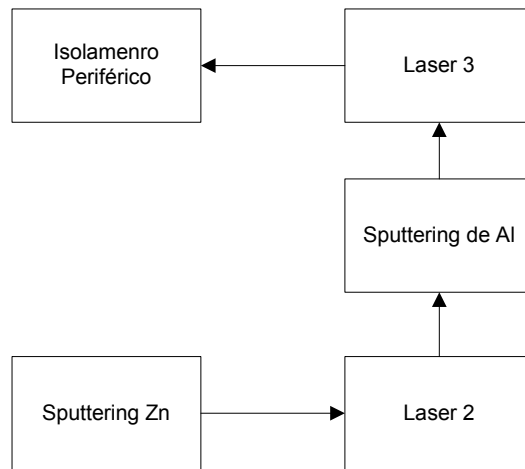 Isolamenro
Periférico
Laser 3
Sputtering de Al
Sputtering Zn
Laser 2